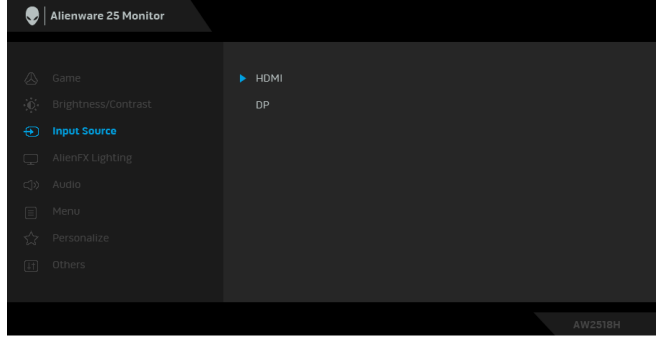 Alienware 25 Monitor
Game
HDMI
Brightness/Contrast
DP
Input Source
AlienFX Lighting
Audio
Menu
Personalize
Others
AW2518H